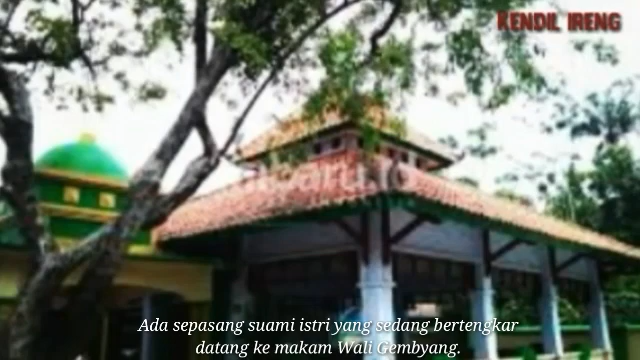 KENDIL IRENG
Ada sepasang suami istri yang sedang bertengkar
datang ke makam Wali Gembyang.